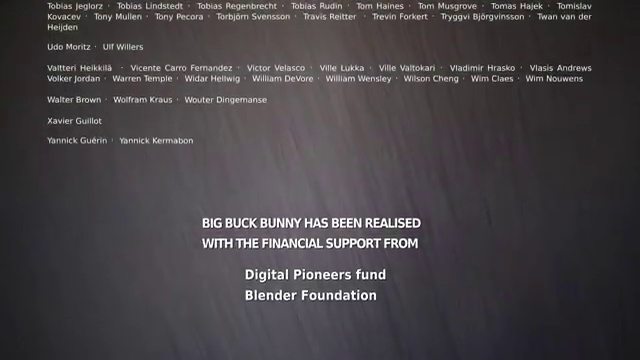 Tobias Jeglorz · Tobias Lindstedt · Tobias Regenbrecht · Tobias Rudin · Tom Haines · Tom Musgrove · Tomas Hajek · Tomislav
Kovacev · Tony Mullen · Tony Pecora · Torbjörn Svensson · Travis Reitter · Trevin Forkert · Tryggvi Björgvinsson · Twan van der
Heijden
Udo Moritz · Ulf Willers
Valtteri Heikkilä · Vicente Carro Fernandez · Victor Velasco · Ville Lukka · Ville Valtokari · Vladimir Hrasko · Vlasis Andrews
Volker Jordan · Warren Temple · Widar Hellwig · William DeVore · William Wensley · Wilson Cheng · Wim Claes · Wim Nouwens
Walter Brown · Wolfram Kraus · Wouter Dingemanse
Xavier Guillot
Yannick Guérin · Yannick Kermabon
BIG BUCK BUNNY HAS BEEN REALISED
WITH THE FINANCIAL SUPPORT FROM
Digital Pioneers fund
Blender Foundation